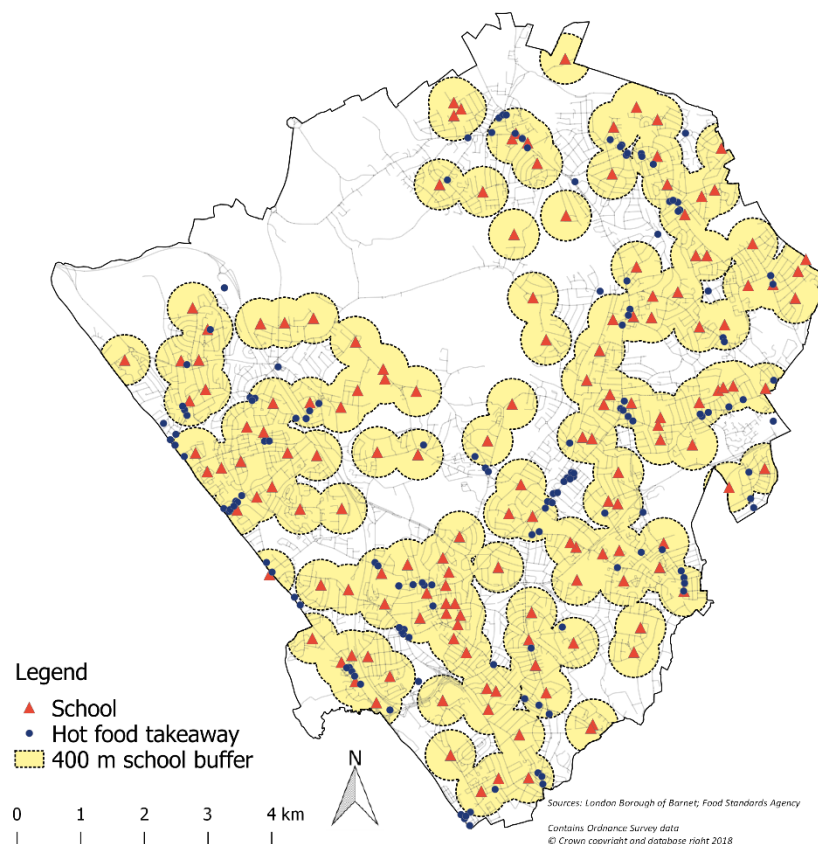 Legend
School
Hot food takeaway
400 m school buffer
N
0 1 2 3 4 km
Sources: London Borough of Barnet; Food Standards Agency
Contains Ordnance Survey data
© Crown copyright and database right 2018